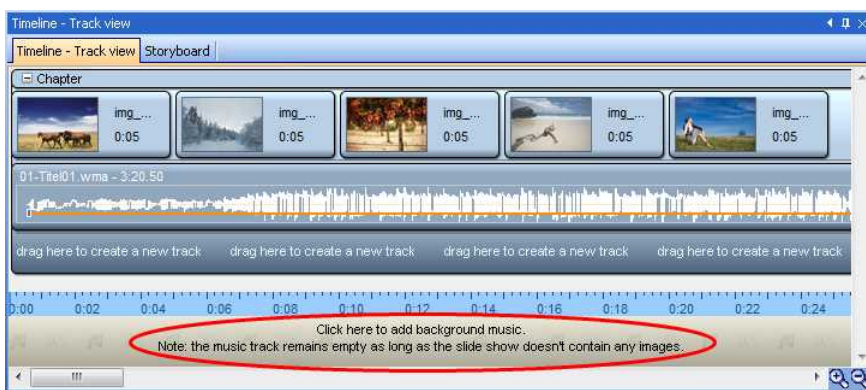 Timeline - Track view
Timeline - Track view Storyboard
Chapter
img_... img_... img_... img_... img_...
0:05 0:05 0:05 0:05 0:05
01-Titel01.wma - 3:20.50
drag here to create a new track drag here to create a new track drag here to create a new track drag here to create a new track
0:00 0:02 0:04 0:06 0:08 0:10 0:12 0:14 0:16 0:18 0:20 0:22 0:24
Click here to add background music.
Note: the music track remains empty as long as the slide show doesn't contain any images.